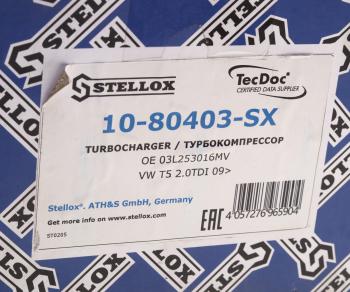 STELLOX
TecDoc®
CERTIFIED DATA SUPPLIER
10-80403-SX
TURBOCHARGER / ТУРБОКОМПРЕССОР
OE 03L253016MV
VW T5 2.0TDI 09>
Stellox®. ATH&S GmbH, Germany
Get more info on www.stellox.com
ST0205
EAC
4 057276 965904